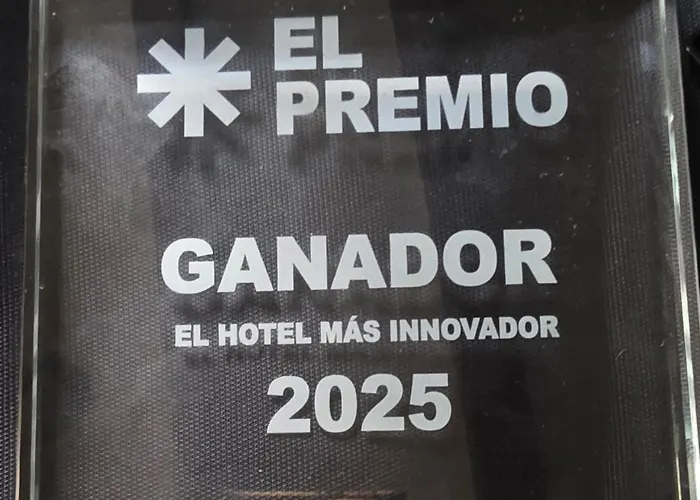 EL
PREMIO
GANADOR
EL HOTEL MÁS INNOVADOR
2025